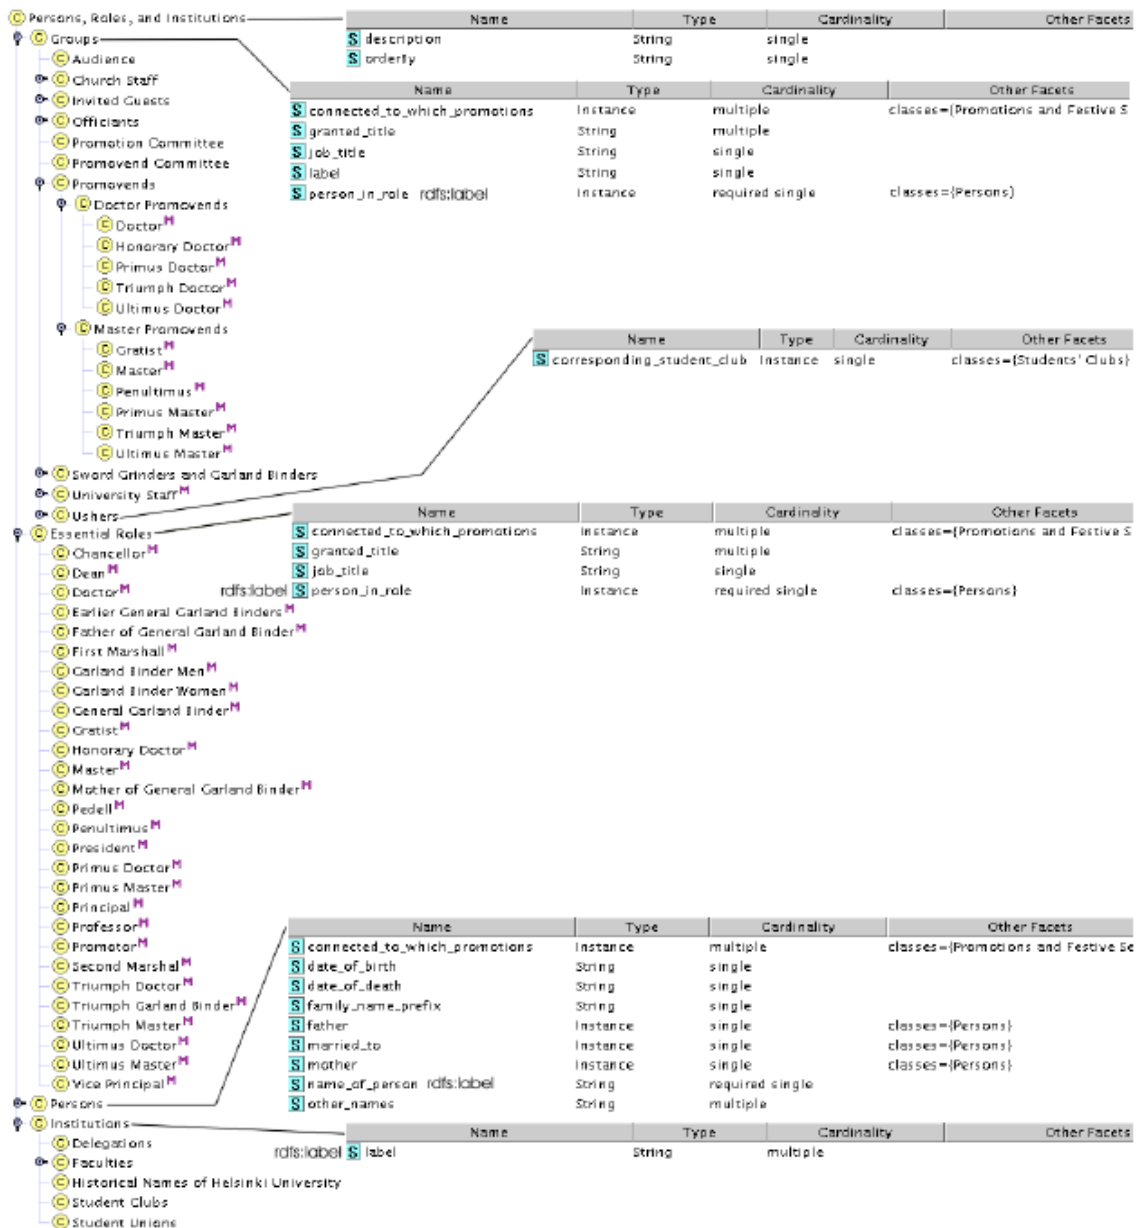 Persons, Roles, and Institutions Name Type Cardinality Other Facets
Groups S description String single
Audience S orderfly String single
Church Staff Name Type Cardinality Other Facets
Invited Guests S connected_to_which_promotions Instance multiple classes={Promotions and Festive S
Officiants S granted_title String multiple
Promotion Committee S job_title String single
Promovend Committee S label String single
Promovends S person_in_role rdfs:label Instance required single classes={Persons}
C Doctor Promovends
C Doctor M
C Honorary Doctor M
C Primus Doctor M
C Triumph Doctor M
C Ultimus Doctor M
C Master Promovends Name Type Cardinality Other Facets
C Gratist M S corresponding_student_club Instance single classes={Students' Clubs}
C Master M
C Penultimus M
C Primus Master M
C Triumph Master M
C Ultimus Master M
C Sword Grinders and Garland Binders
C University Staff M
C Ushers Name Type Cardinality Other Facets
C Essential Roles S connected_to_which_promotions Instance multiple classes={Promotions and Festive S
C Chancellor M S granted_title String multiple
C Dean M S job_title String single
C Doctor M rdfs:label S person_in_role Instance required single classes={Persons}
C Earlier General Garland Binders M
C Father of General Garland Binder M
C First Marshall M
C Garland Binder Men M
C Garland Binder Women M
C General Garland Binder M
C Gratist M
C Honorary Doctor M
C Master M
C Mother of General Garland Binder M
C Pedell M
C Penultimus M
C President M
C Primus Doctor M
C Primus Master M
C Principal M
C Professor M Name Type Cardinality Other Facets
C Promotor M S connected_to_which_promotions Instance multiple classes={Promotions and Festive Se
C Second Marshal M S date_of_birth String single
C Triumph Doctor M S date_of_death String single
C Triumph Garland Binder M S family_name_prefix String single
C Triumph Master M S father Instance single classes={Persons}
C Ultimus Doctor M S married_to Instance single classes={Persons}
C Ultimus Master M S mother Instance single classes={Persons}
C Vice Principal M S name_of_person rdfs:label String required single
C Persons S other_names String multiple
C Institutions Name Type Cardinality Other Facets
C Delegations rdfs:label S label String multiple
C Faculties
C Historical Names of Helsinki University
C Student Clubs
C Student Unions